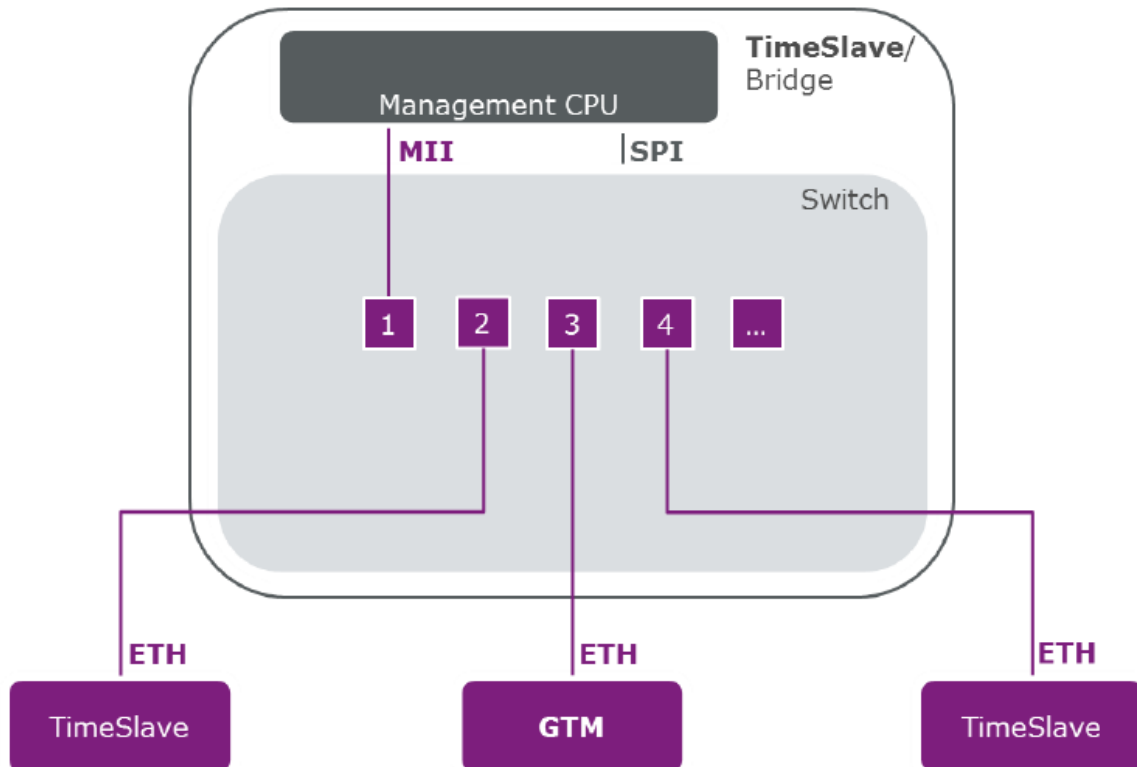 TimeSlave/
Bridge
Management CPU
MII
SPI
Switch
1
2
3
4
...
ETH
ETH
ETH
TimeSlave
GTM
TimeSlave